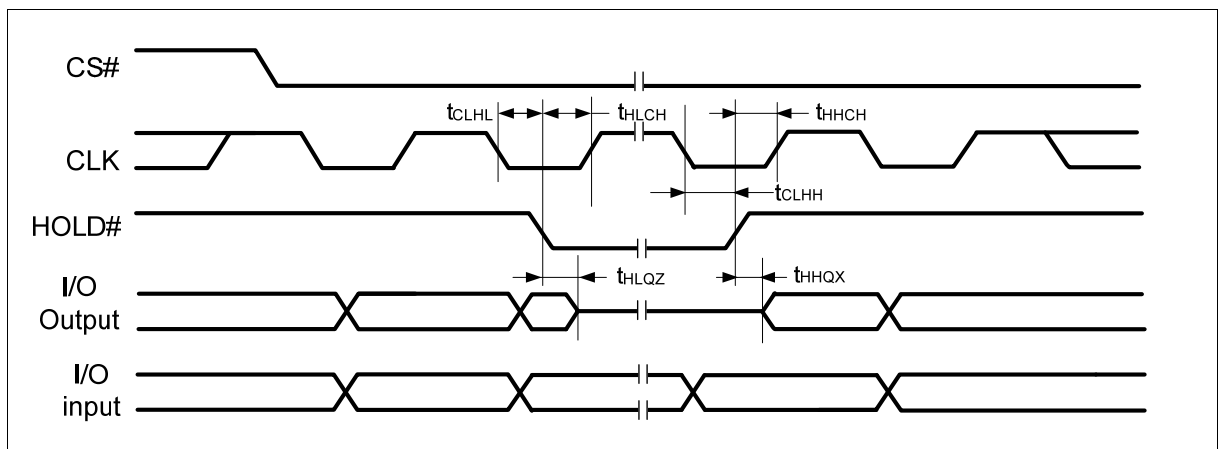 CS#
tCLHL
tHLCH
tHHCH
CLK
tCLHH
HOLD#
tHLQZ
tHHQX
I/O
Output
I/O
input